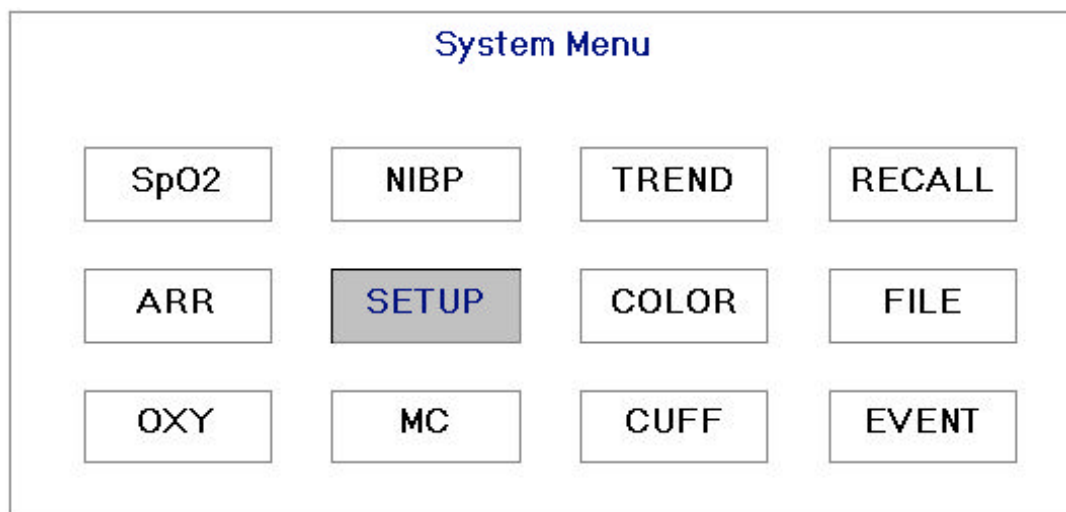 System Menu
SpO2 NIBP TREND RECALL
ARR SETUP COLOR FILE
OXY MC CUFF EVENT